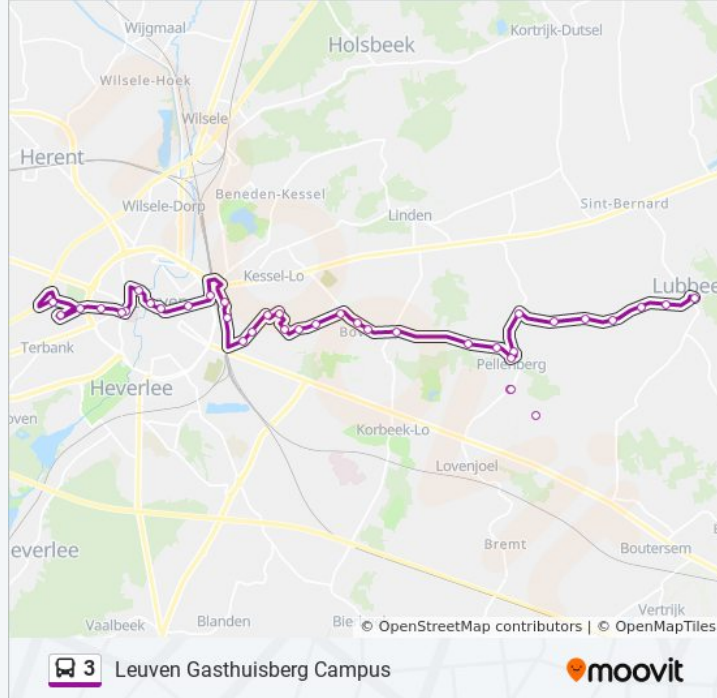 Wijgmaal
Kortrijk-Dutsel
Holsbeek
Wilsele-Hoek
Wilsele
Herent
Beneden-Kessel
Sint-Bernard
Wilsele-Dorp
Linden
Kessel-Lo
Lubbee
Terbank
Pellenberg
Heverlee
oven
Korbeek-Lo
Lovenjoel
Bremt
everlee
Boutersem
Vertrijk
Vaalbeek
Blanden
© OpenStreetMap contributors | © OpenMapTiles
3
Leuven Gasthuisberg Campus
moovit